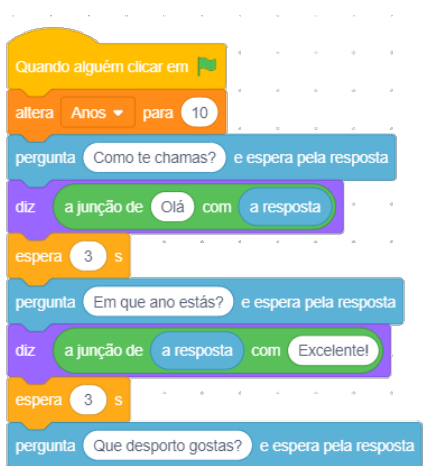 Quando alguém clicar em
altera Anos para 10
pergunta Como te chamas? e espera pela resposta
diz a junção de Olá com a resposta
espera 3 s
pergunta Em que ano estás? e espera pela resposta
diz a junção de a resposta com Excelente!
espera 3 s
pergunta Que desporto gostas? e espera pela resposta